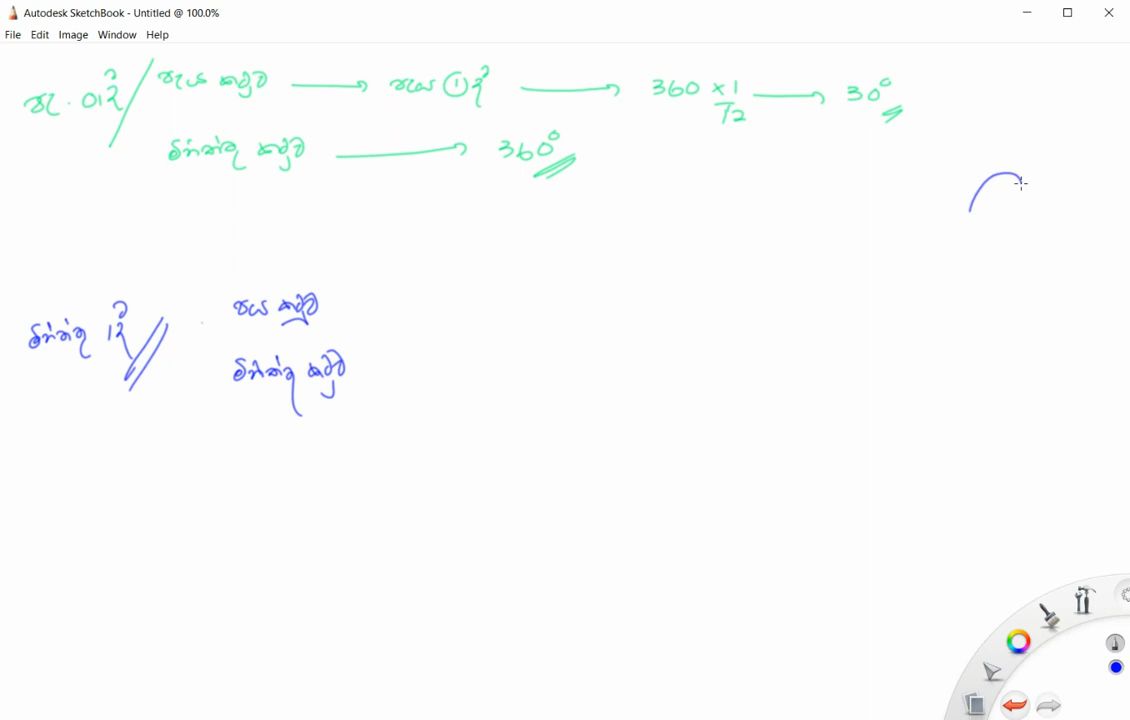 Autodesk SketchBook - Untitled @ 100.0%
File Edit Image Window Help
පැ. 01දී පැය කටුව → පැය ①දී → 360 × 1/12 → 30°
මිනිත්තු කටුව → 360°
පැය කටුව
මිනිත්තු 1දී
මිනිත්තු කටුව